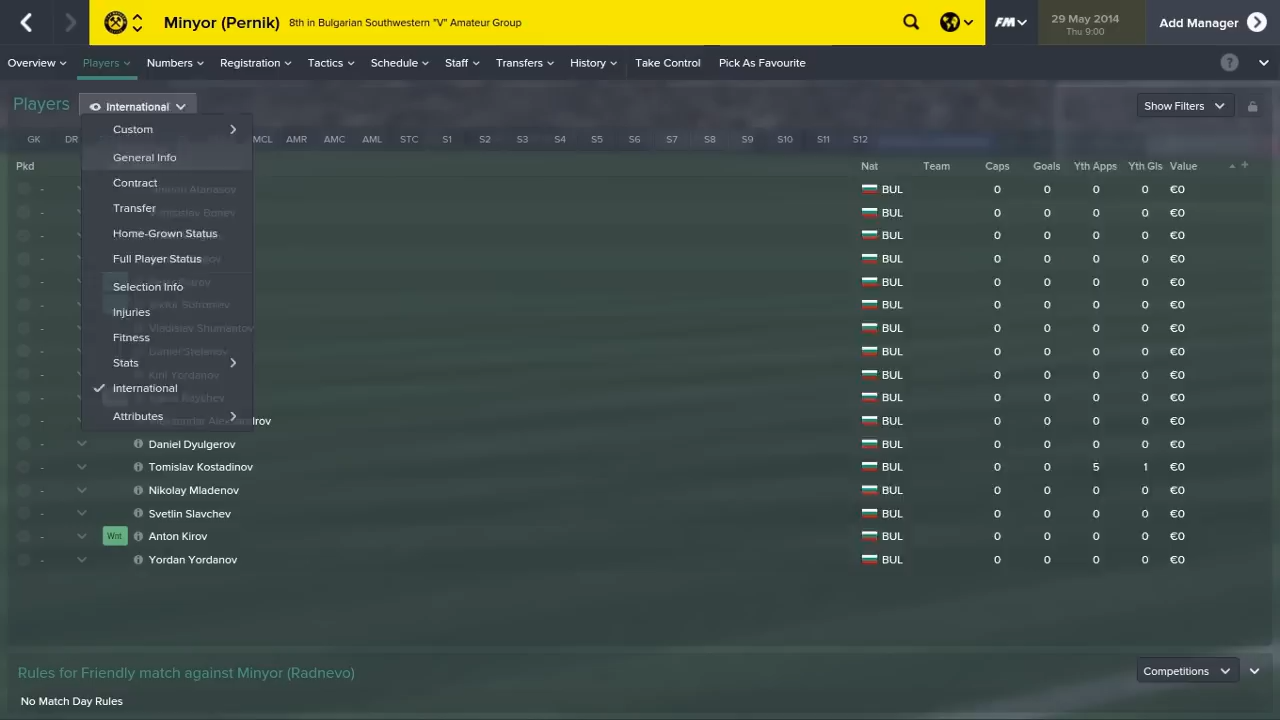 Minyor (Pernik) 8th in Bulgarian Southwestern "V" Amateur Group FM 29 May 2014 Add Manager
Thu 9:00
Overview Players Numbers Registration Tactics Schedule Staff Transfers History Take Control Pick As Favourite ?
Players International Show Filters
GK DR MCL AMR AMC AML STC S1 S2 S3 S4 S5 S6 S7 S8 S9 S10 S11 S12
Custom
General Info
Contract
Transfer
Home-Grown Status
Full Player Status
Selection Info
Injuries
Fitness
Stats
International
Attributes
Pkd Nat Team Caps Goals Yth Apps Yth Gls Value
- BUL 0 0 0 0 €0
- BUL 0 0 0 0 €0
- BUL 0 0 0 0 €0
- BUL 0 0 0 0 €0
- BUL 0 0 0 0 €0
- BUL 0 0 0 0 €0
- Vladislav Shumantov BUL 0 0 0 0 €0
- BUL 0 0 0 0 €0
- Kiril Yordanov BUL 0 0 0 0 €0
- BUL 0 0 0 0 €0
- BUL 0 0 0 0 €0
- Daniel Dyulgerov BUL 0 0 0 0 €0
- Tomislav Kostadinov BUL 0 0 5 1 €0
- Nikolay Mladenov BUL 0 0 0 0 €0
- Svetlin Slavchev BUL 0 0 0 0 €0
- Wnt Anton Kirov BUL 0 0 0 0 €0
- Yordan Yordanov BUL 0 0 0 0 €0
Rules for Friendly match against Minyor (Radnevo) Competitions
No Match Day Rules